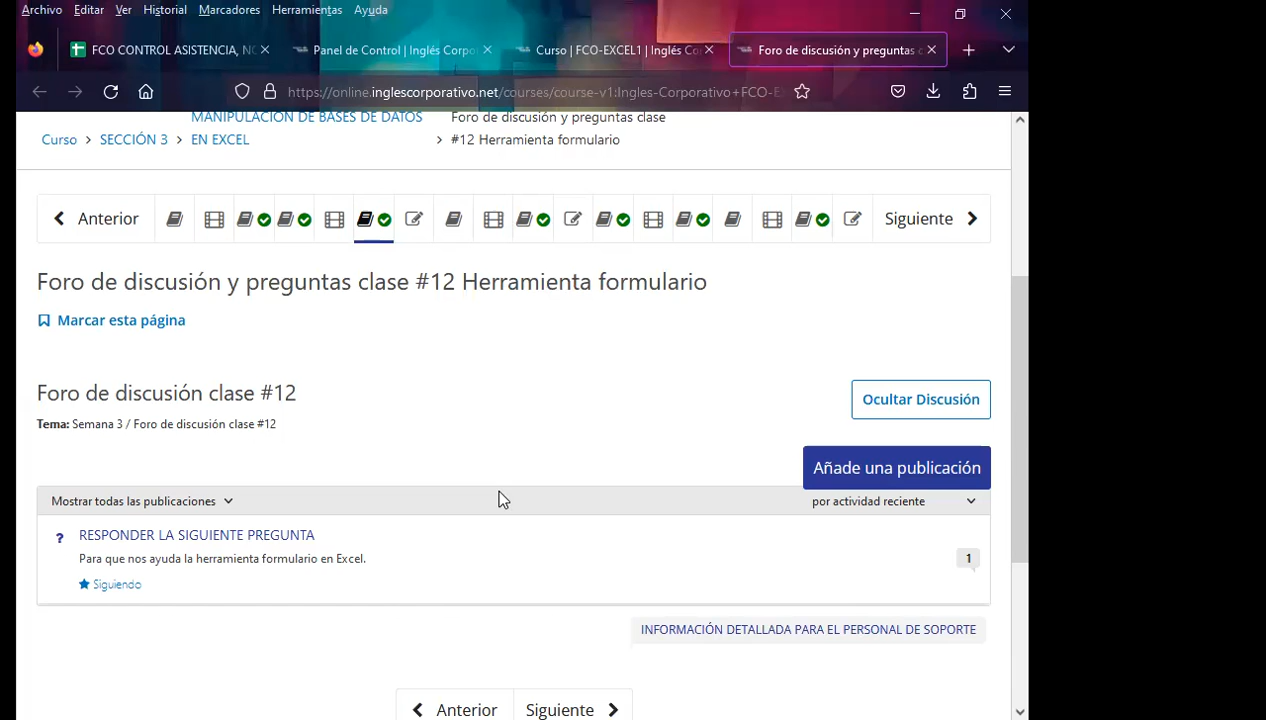 Archivo Editar Ver Historial Marcadores Herramientas Ayuda
FCO CONTROL ASISTENCIA, NO
Panel de Control | Inglés Corpo
Curso | FCO-EXCEL1 | Inglés Co
Foro de discusión y preguntas c
https://online.inglescorporativo.net/courses/course-v1:Ingles-Corporativo+FCO-E
MANIPULACIÓN DE BASES DE DATOS EN EXCEL
Foro de discusión y preguntas clase
Curso > SECCIÓN 3 > EN EXCEL > #12 Herramienta formulario
Anterior
Siguiente
Foro de discusión y preguntas clase #12 Herramienta formulario
Marcar esta página
Foro de discusión clase #12
Ocultar Discusión
Tema: Semana 3 / Foro de discusión clase #12
Añade una publicación
Mostrar todas las publicaciones
por actividad reciente
? RESPONDER LA SIGUIENTE PREGUNTA
Para que nos ayuda la herramienta formulario en Excel.
1
Siguiendo
INFORMACIÓN DETALLADA PARA EL PERSONAL DE SOPORTE
Anterior
Siguiente